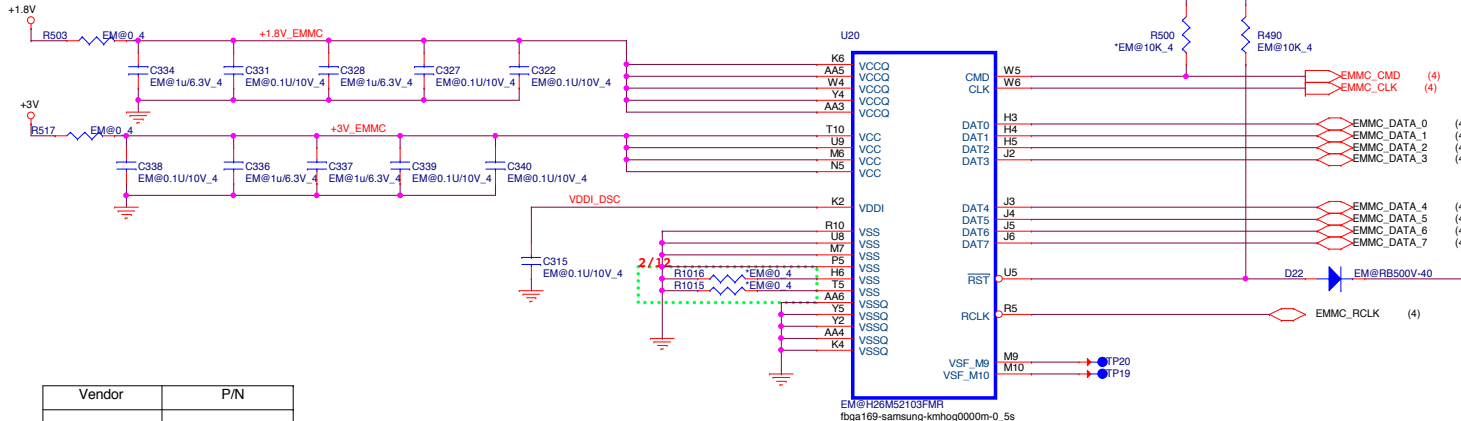 +1.8V
R503 EM@0_4
+1.8V_EMMC
C334
EM@1u/6.3V_4
C331
EM@0.1U/10V_4
C328
EM@1u/6.3V_4
C327
EM@0.1U/10V_4
C322
EM@0.1U/10V_4
+3V
R517 EM@0_4
+3V_EMMC
C338
EM@0.1U/10V_4
C336
EM@1u/6.3V_4
C337
EM@1u/6.3V_4
C339
EM@0.1U/10V_4
C340
EM@0.1U/10V_4
VDDI_DSC
C315
EM@0.1U/10V_4
2/12
R1016 *EM@0_4
R1015 *EM@0_4
U20
K6 VCCQ
AA5 VCCQ
W4 VCCQ
Y4 VCCQ
AA3 VCCQ
T10 VCC
U9 VCC
M6 VCC
N5 VCC
K2 VDDI
R10 VSS
U8 VSS
M7 VSS
P5 VSS
H6 VSS
T5 VSS
AA6 VSSQ
Y5 VSSQ
Y2 VSSQ
AA4 VSSQ
K4 VSSQ
R500
*EM@10K_4
R490
EM@10K_4
CMD W5 EMMC_CMD (4)
CLK W6 EMMC_CLK (4)
DAT0 H3 EMMC_DATA_0 (4
DAT1 H4 EMMC_DATA_1 (4
DAT2 H5 EMMC_DATA_2 (4
DAT3 J2 EMMC_DATA_3 (4
DAT4 J3 EMMC_DATA_4 (4
DAT5 J4 EMMC_DATA_5 (4
DAT6 J5 EMMC_DATA_6 (4
DAT7 J6 EMMC_DATA_7 (4
RST U5 D22 EM@RB500V-40
RCLK R5 EMMC_RCLK (4)
VSF_M9 M9 TP20
VSF_M10 M10 TP19
EM@H26M52103FMR
fbga169-samsung-kmhog0000m-0_5s
Vendor P/N